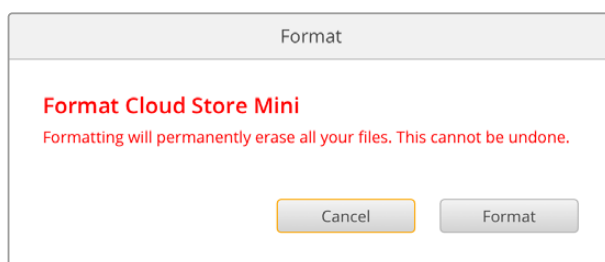 Format
Format Cloud Store Mini
Formatting will permanently erase all your files. This cannot be undone.
Cancel Format